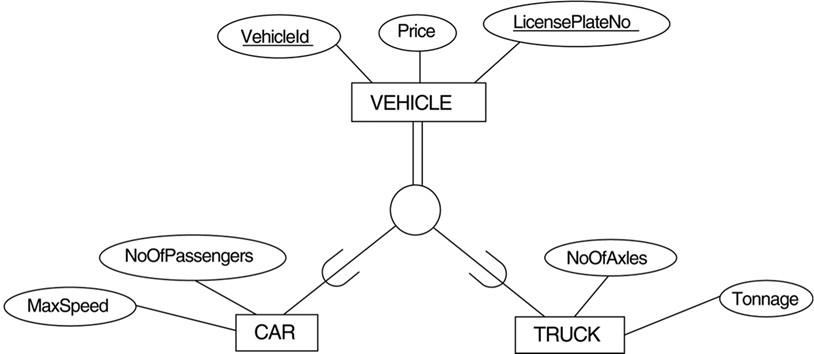 VehicleId
Price
LicensePlateNo
VEHICLE
NoOfPassengers
NoOfAxles
MaxSpeed
Tonnage
CAR
TRUCK